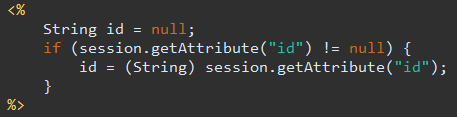 <%
    String id = null;
    if (session.getAttribute("id") != null) {
        id = (String) session.getAttribute("id");
    }
%>